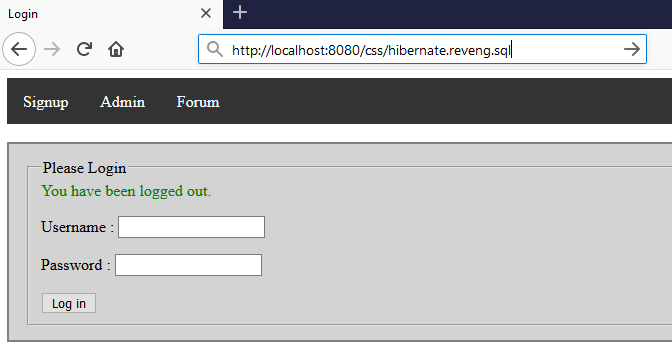 Login
http://localhost:8080/css/hibernate.reveng.sql
Signup Admin Forum
Please Login
You have been logged out.
Username :
Password :
Log in